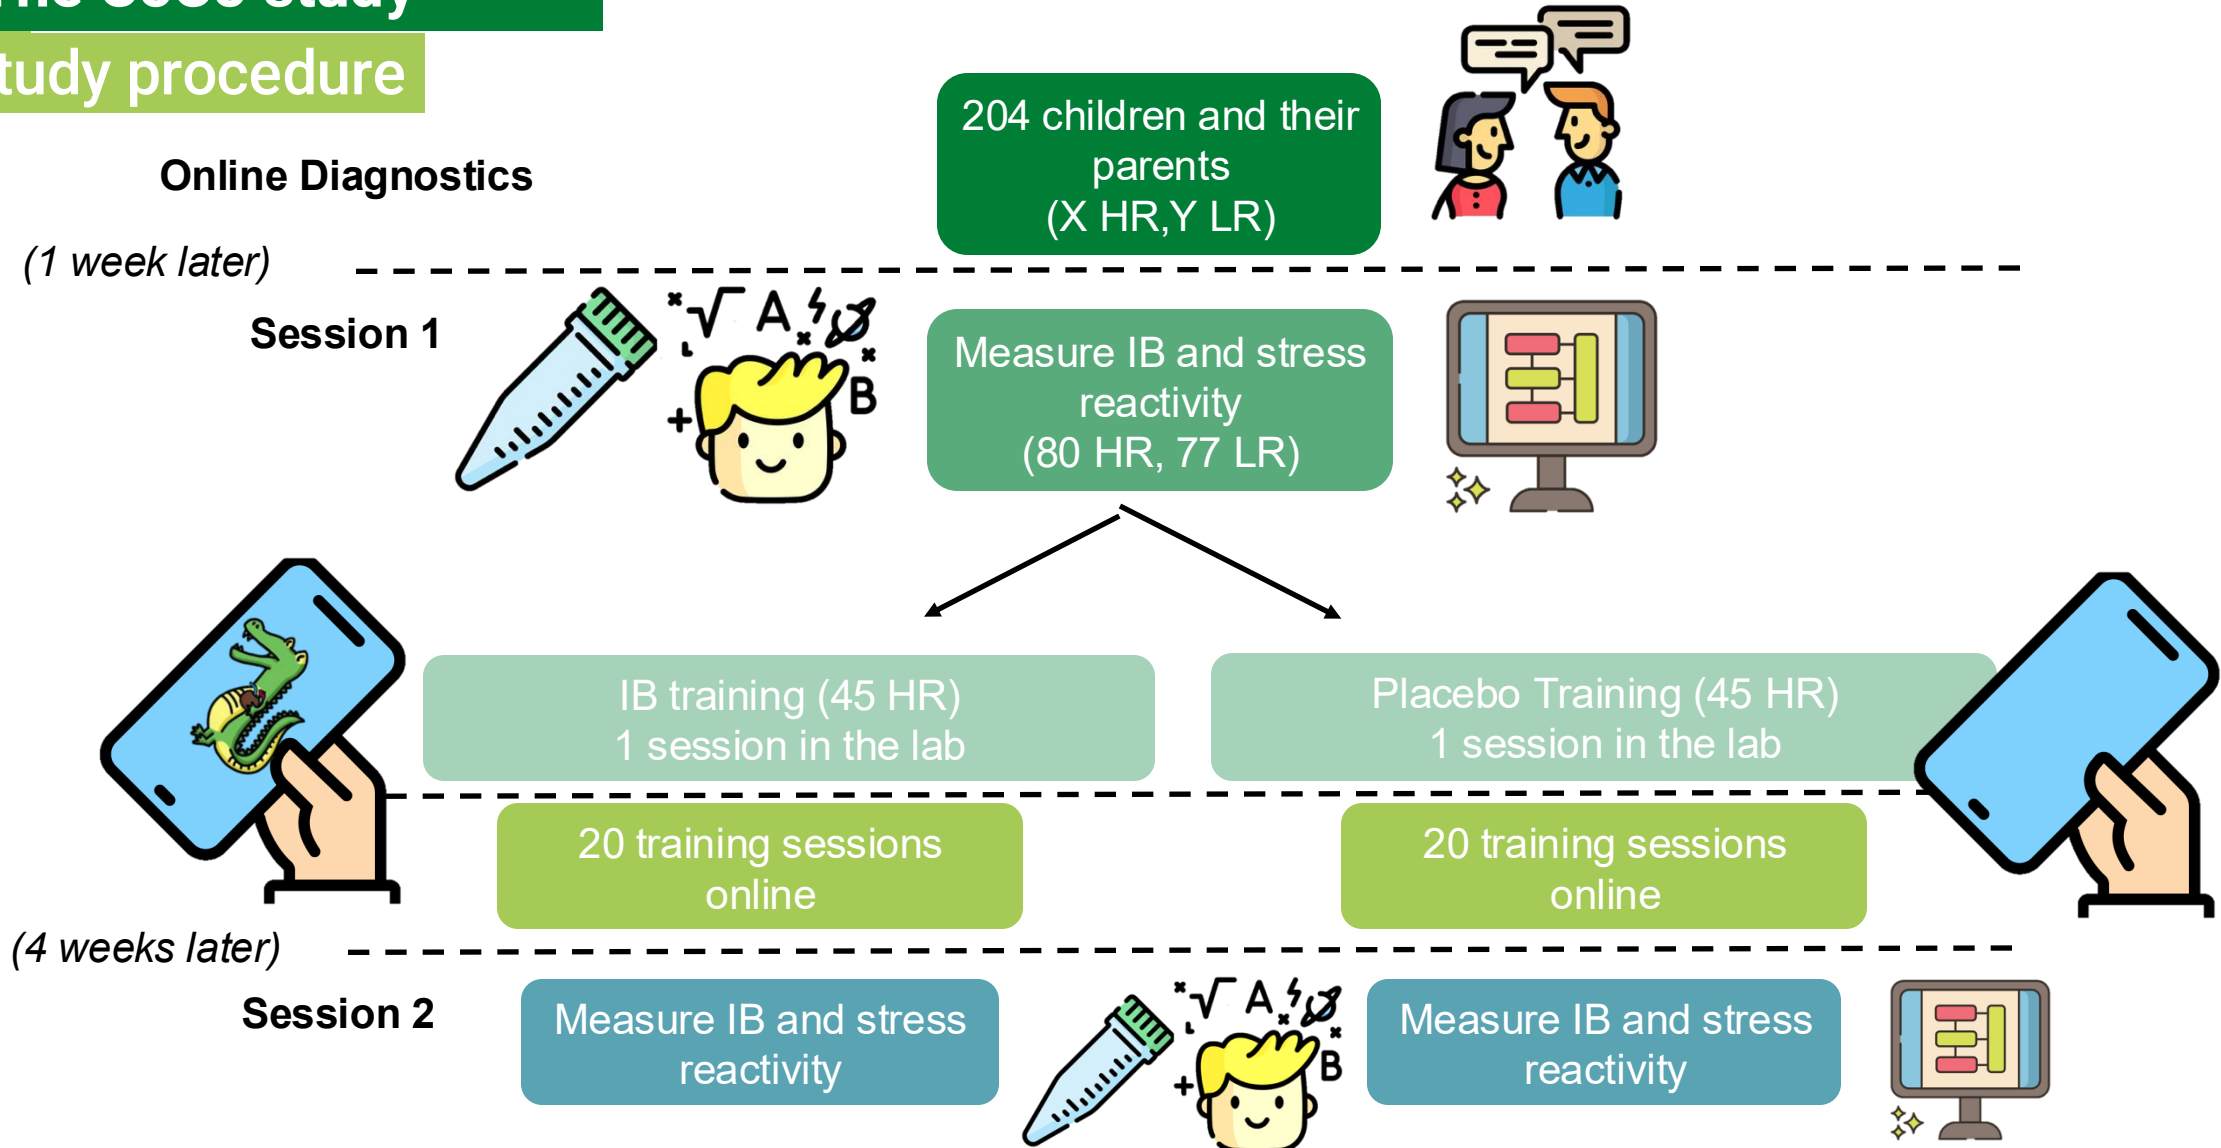 study
tudy procedure
204 children and their
parents
(X HR,Y LR)
Online Diagnostics
(1 week later)
Session 1
A
B
Measure IB and stress
reactivity
(80 HR, 77 LR)
IB training (45 HR)
1 session in the lab
Placebo Training (45 HR)
1 session in the lab
20 training sessions
online
20 training sessions
online
(4 weeks later)
Session 2
Measure IB and stress
reactivity
A
B
Measure IB and stress
reactivity